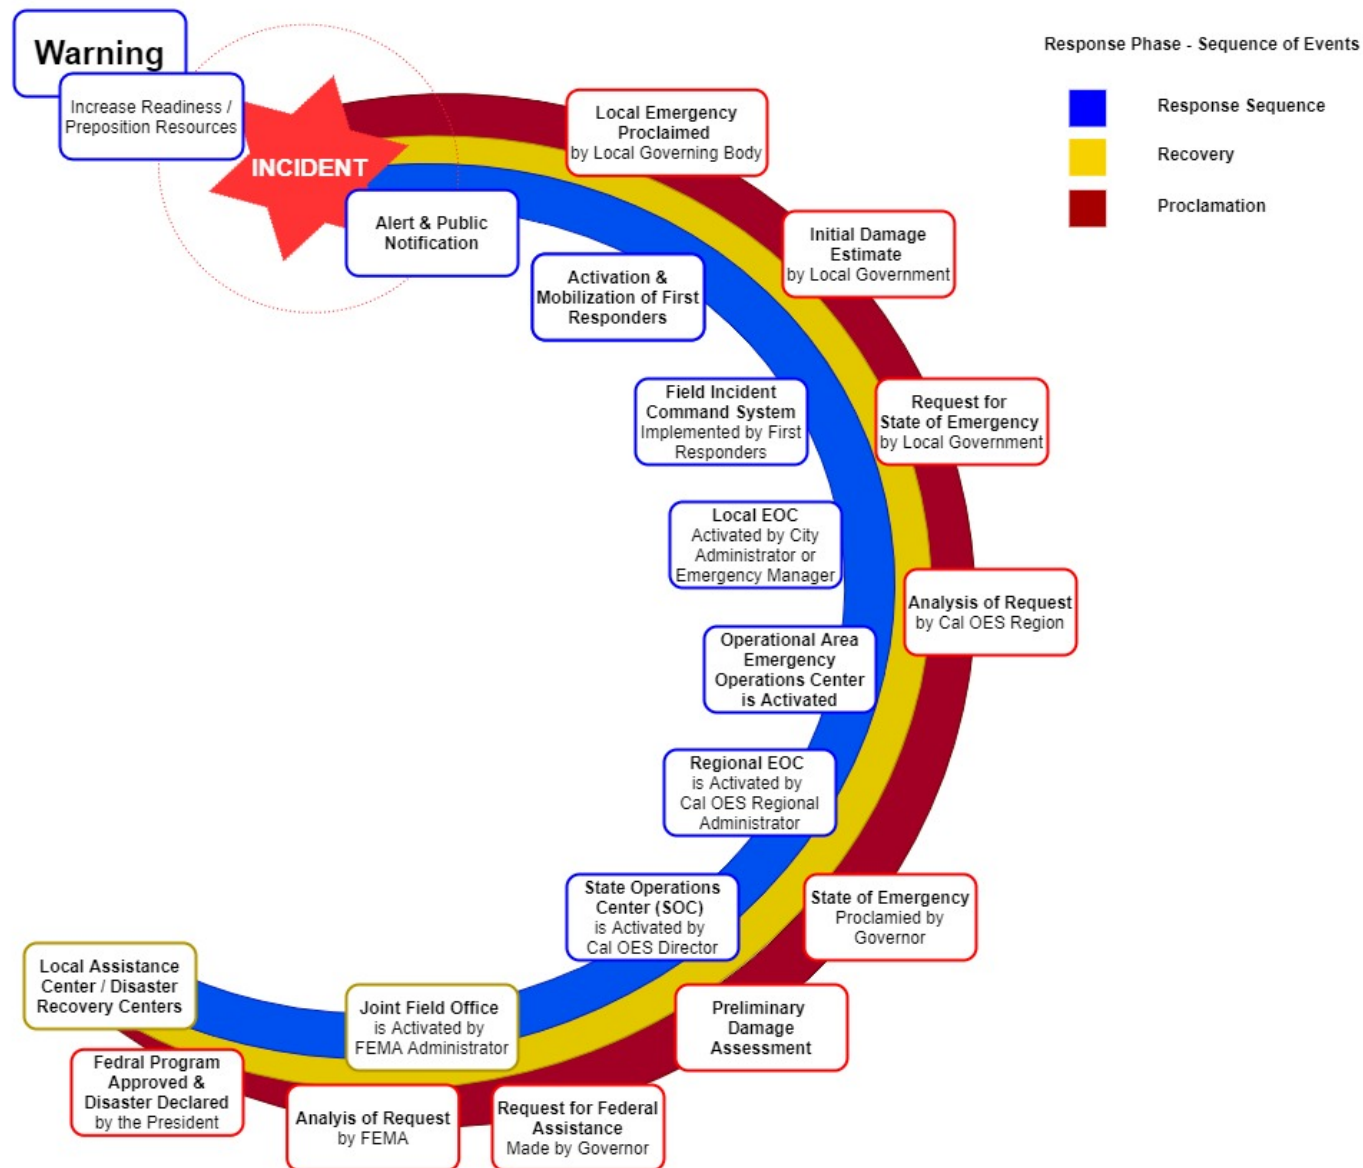 Warning
Increase Readiness /
Preposition Resources
INCIDENT
Alert & Public
Notification
Activation &
Mobilization of First
Responders
Field Incident
Command System
Implemented by First
Responders
Local EOC
Activated by City
Administrator or
Emergency Manager
Operational Area
Emergency
Operations Center
is Activated
Regional EOC
is Activated by
Cal OES Regional
Administrator
State Operations
Center (SOC)
is Activated by
Cal OES Director
Joint Field Office
is Activated by
FEMA Administrator
Local Assistance
Center / Disaster
Recovery Centers
Local Emergency
Proclaimed
by Local Governing Body
Initial Damage
Estimate
by Local Government
Request for
State of Emergency
by Local Government
Analysis of Request
by Cal OES Region
State of Emergency
Proclamied by
Governor
Preliminary
Damage
Assessment
Request for Federal
Assistance
Made by Governor
Analyis of Request
by FEMA
Fedral Program
Approved &
Disaster Declared
by the President
Response Phase - Sequence of Events
Response Sequence
Recovery
Proclamation